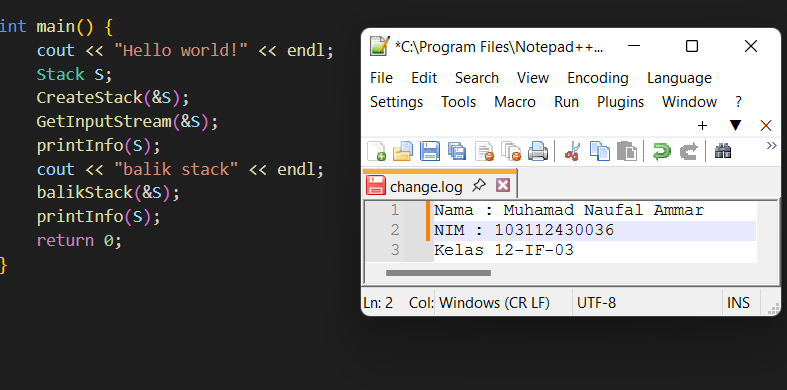 int main() {
    cout << "Hello world!" << endl;
    Stack S;
    CreateStack(&S);
    GetInputStream(&S);
    printInfo(S);
    cout << "balik stack" << endl;
    balikStack(&S);
    printInfo(S);
    return 0;
}
*C:\Program Files\Notepad++...
File Edit Search View Encoding Language
Settings Tools Macro Run Plugins Window ?
+ ▼ X
»
change.log
1 Nama : Muhamad Naufal Ammar
2 NIM : 103112430036
3 Kelas 12-IF-03
Ln: 2 Col: Windows (CR LF) UTF-8 INS